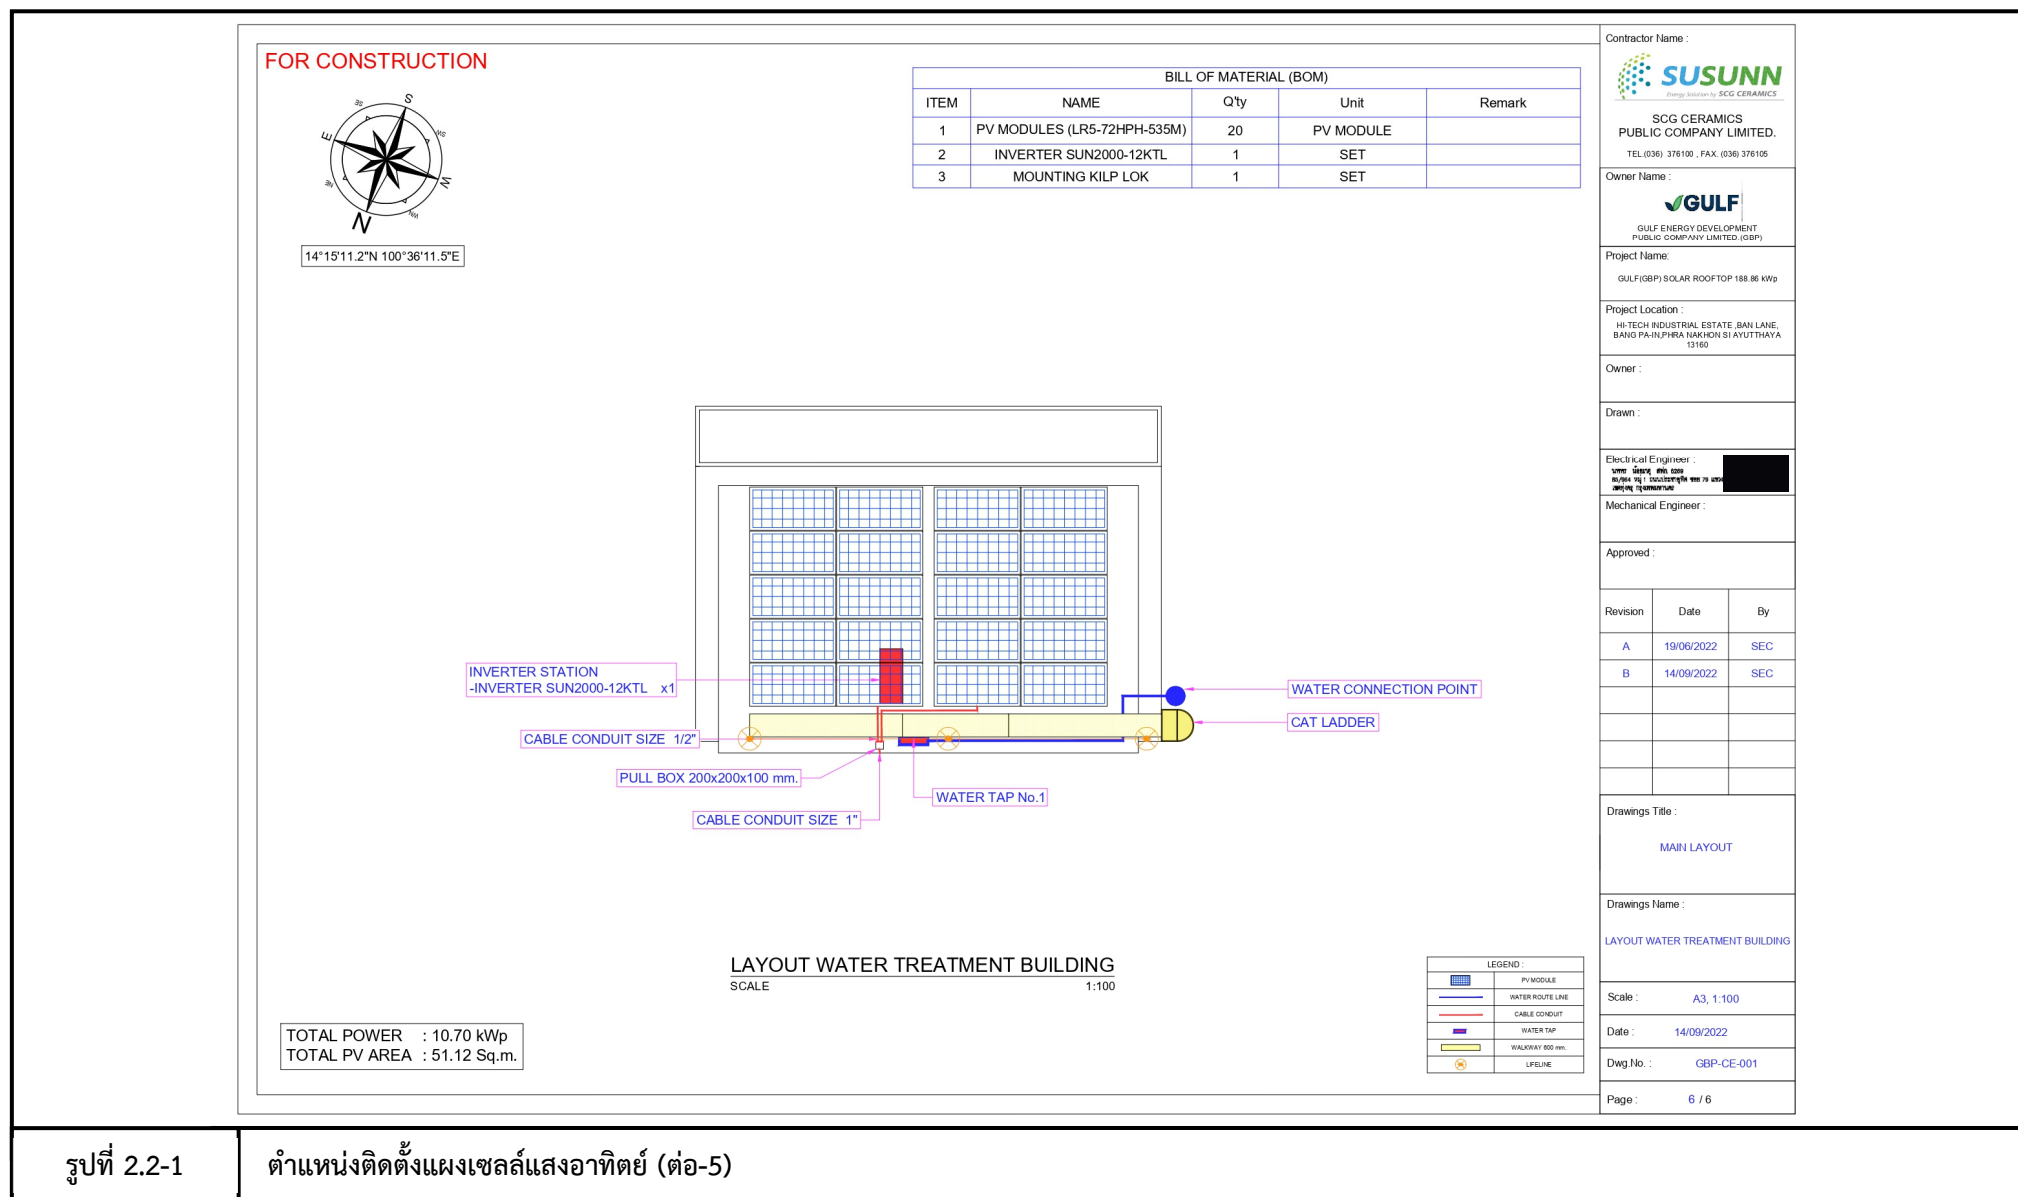 FOR CONSTRUCTION
S
SE
SW
E
W
NE
NW
N
14°15'11.2"N 100°36'11.5"E
BILL OF MATERIAL (BOM)
ITEM NAME Q'ty Unit Remark
1 PV MODULES (LR5-72HPH-535M) 20 PV MODULE
2 INVERTER SUN2000-12KTL 1 SET
3 MOUNTING KILP LOK 1 SET
INVERTER STATION
-INVERTER SUN2000-12KTL x1
CABLE CONDUIT SIZE 1/2"
PULL BOX 200x200x100 mm.
CABLE CONDUIT SIZE 1"
WATER TAP No.1
WATER CONNECTION POINT
CAT LADDER
LAYOUT WATER TREATMENT BUILDING
SCALE 1:100
TOTAL POWER : 10.70 kWp
TOTAL PV AREA : 51.12 Sq.m.
LEGEND :
PV MODULE
WATER ROUTE LINE
CABLE CONDUIT
WATER TAP
WALKWAY 600 mm.
LIFELINE
Contractor Name :
SUSUNN
Energy Solution by SCG CERAMICS
SCG CERAMICS
PUBLIC COMPANY LIMITED.
TEL.(036) 376100 , FAX. (036) 376105
Owner Name :
GULF
GULF ENERGY DEVELOPMENT
PUBLIC COMPANY LIMITED.(GBP)
Project Name:
GULF(GBP) SOLAR ROOFTOP 188.86 kWp
Project Location :
HI-TECH INDUSTRIAL ESTATE ,BAN LANE,
BANG PA-IN,PHRA NAKHON SI AYUTTHAYA
13160
Owner :
Drawn :
Electrical Engineer :
Mechanical Engineer :
Approved :
Revision Date By
A 19/06/2022 SEC
B 14/09/2022 SEC
Drawings Title :
MAIN LAYOUT
Drawings Name :
LAYOUT WATER TREATMENT BUILDING
Scale : A3, 1:100
Date : 14/09/2022
Dwg.No. : GBP-CE-001
Page : 6 / 6
รูปที่ 2.2-1
ตำแหน่งติดตั้งแผงเซลล์แสงอาทิตย์ (ต่อ-5)